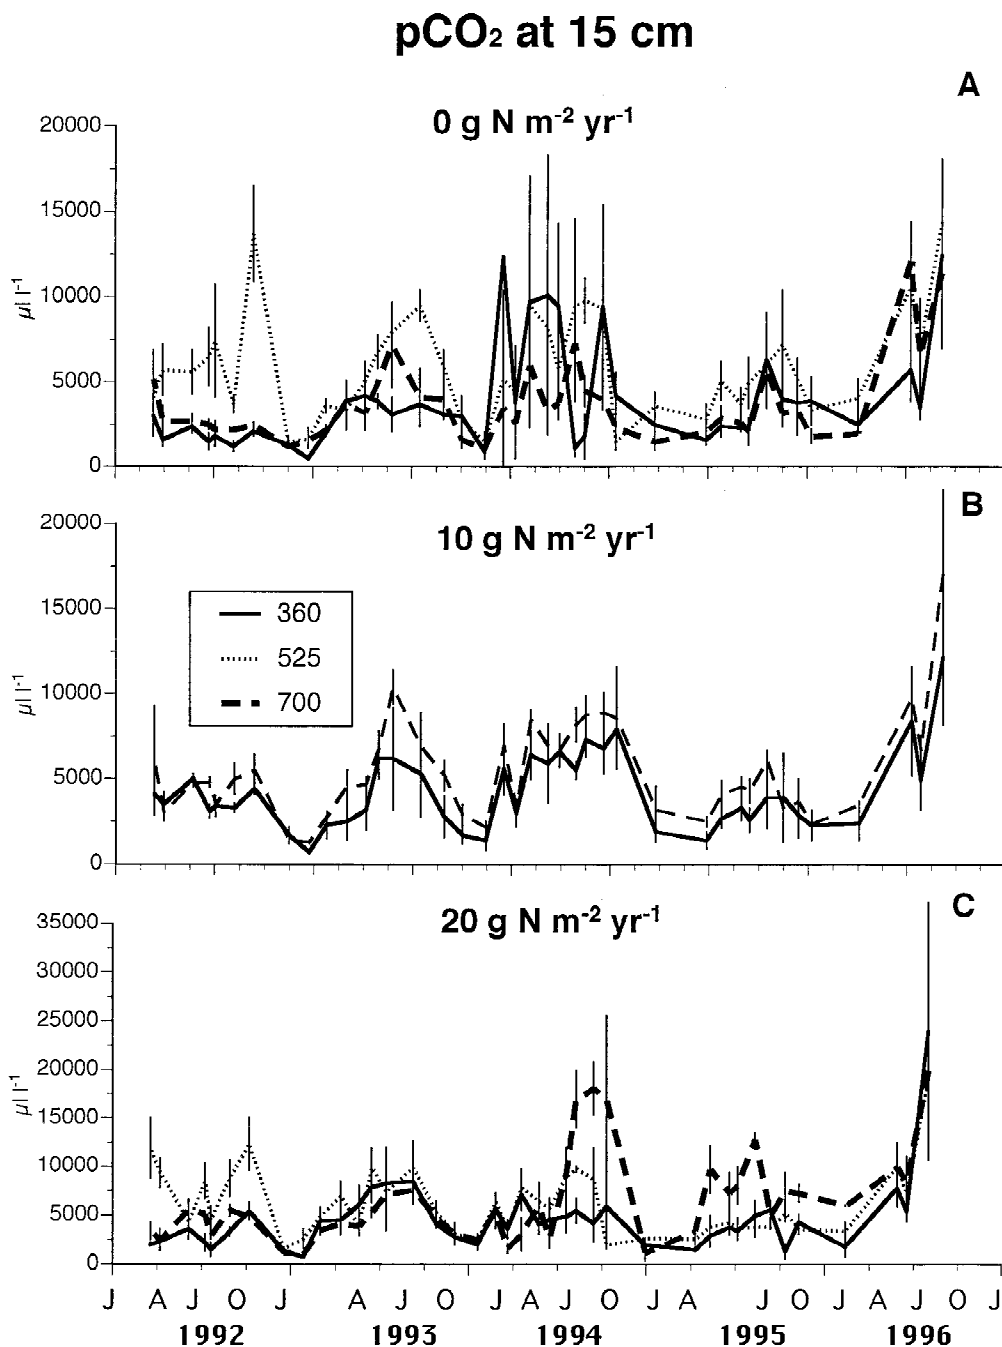 pCO2 at 15 cm
A
0 g N m-2 yr-1
20000
15000
10000
5000
0
µl l-1
B
10 g N m-2 yr-1
20000
15000
10000
5000
0
µl l-1
360
525
700
C
20 g N m-2 yr-1
35000
30000
25000
20000
15000
10000
5000
0
µl l-1
J A J O J A J O J A J O J A J O J A J O J
1992 1993 1994 1995 1996